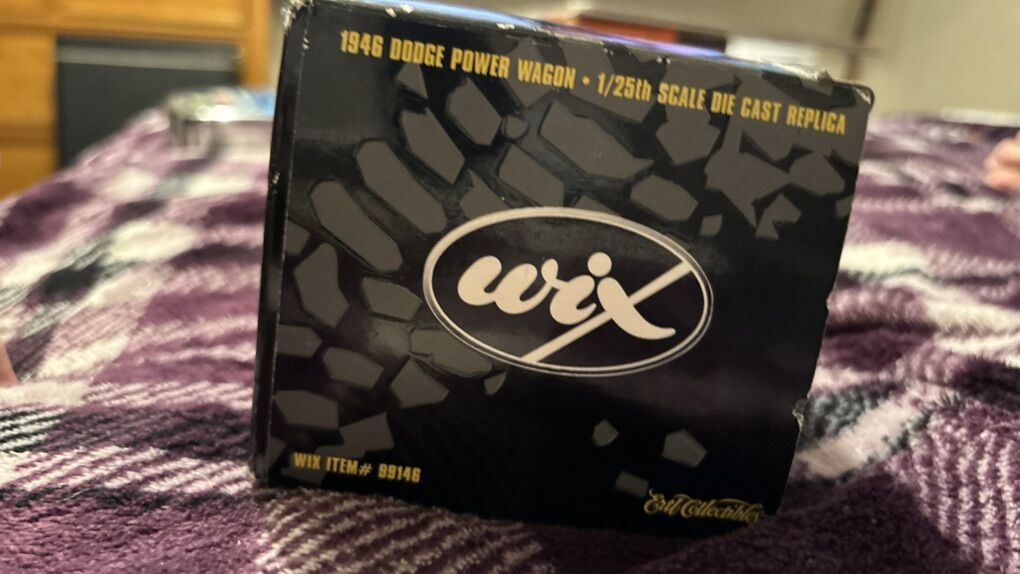 1946 DODGE POWER WAGON • 1/25th SCALE DIE CAST REPLICA
wix
WIX ITEM# 99146
Ertl Collectibles